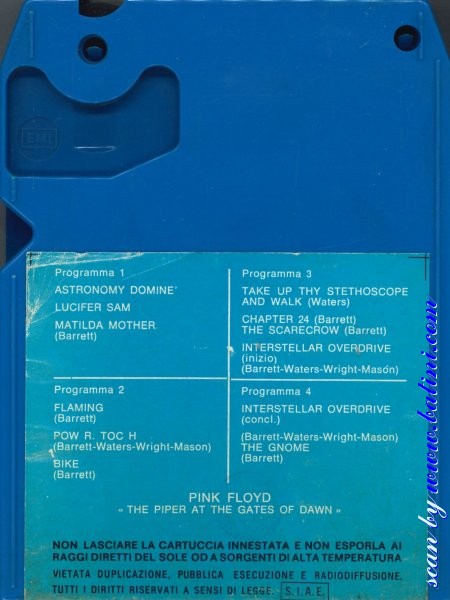 EMI
Programma 1
ASTRONOMY DOMINE'
LUCIFER SAM
MATILDA MOTHER
(Barrett)
Programma 3
TAKE UP THY STETHOSCOPE
AND WALK (Waters)
CHAPTER 24 (Barrett)
THE SCARECROW (Barrett)
INTERSTELLAR OVERDRIVE
(inizio)
(Barrett-Waters-Wright-Mason)
Programma 2
FLAMING
(Barrett)
POW R. TOC H
(Barrett-Waters-Wright-Mason)
BIKE
(Barrett)
Programma 4
INTERSTELLAR OVERDRIVE
(concl.)
(Barrett-Waters-Wright-Mason)
THE GNOME
(Barrett)
PINK FLOYD
« THE PIPER AT THE GATES OF DAWN »
NON LASCIARE LA CARTUCCIA INNESTATA E NON ESPORLA AI
RAGGI DIRETTI DEL SOLE OD A SORGENTI DI ALTA TEMPERATURA
VIETATA DUPLICAZIONE, PUBBLICA ESECUZIONE E RADIODIFFUSIONE.
TUTTI I DIRITTI RISERVATI A SENSI DI LEGGE. S.I.A.E.
scan by www.batini.com